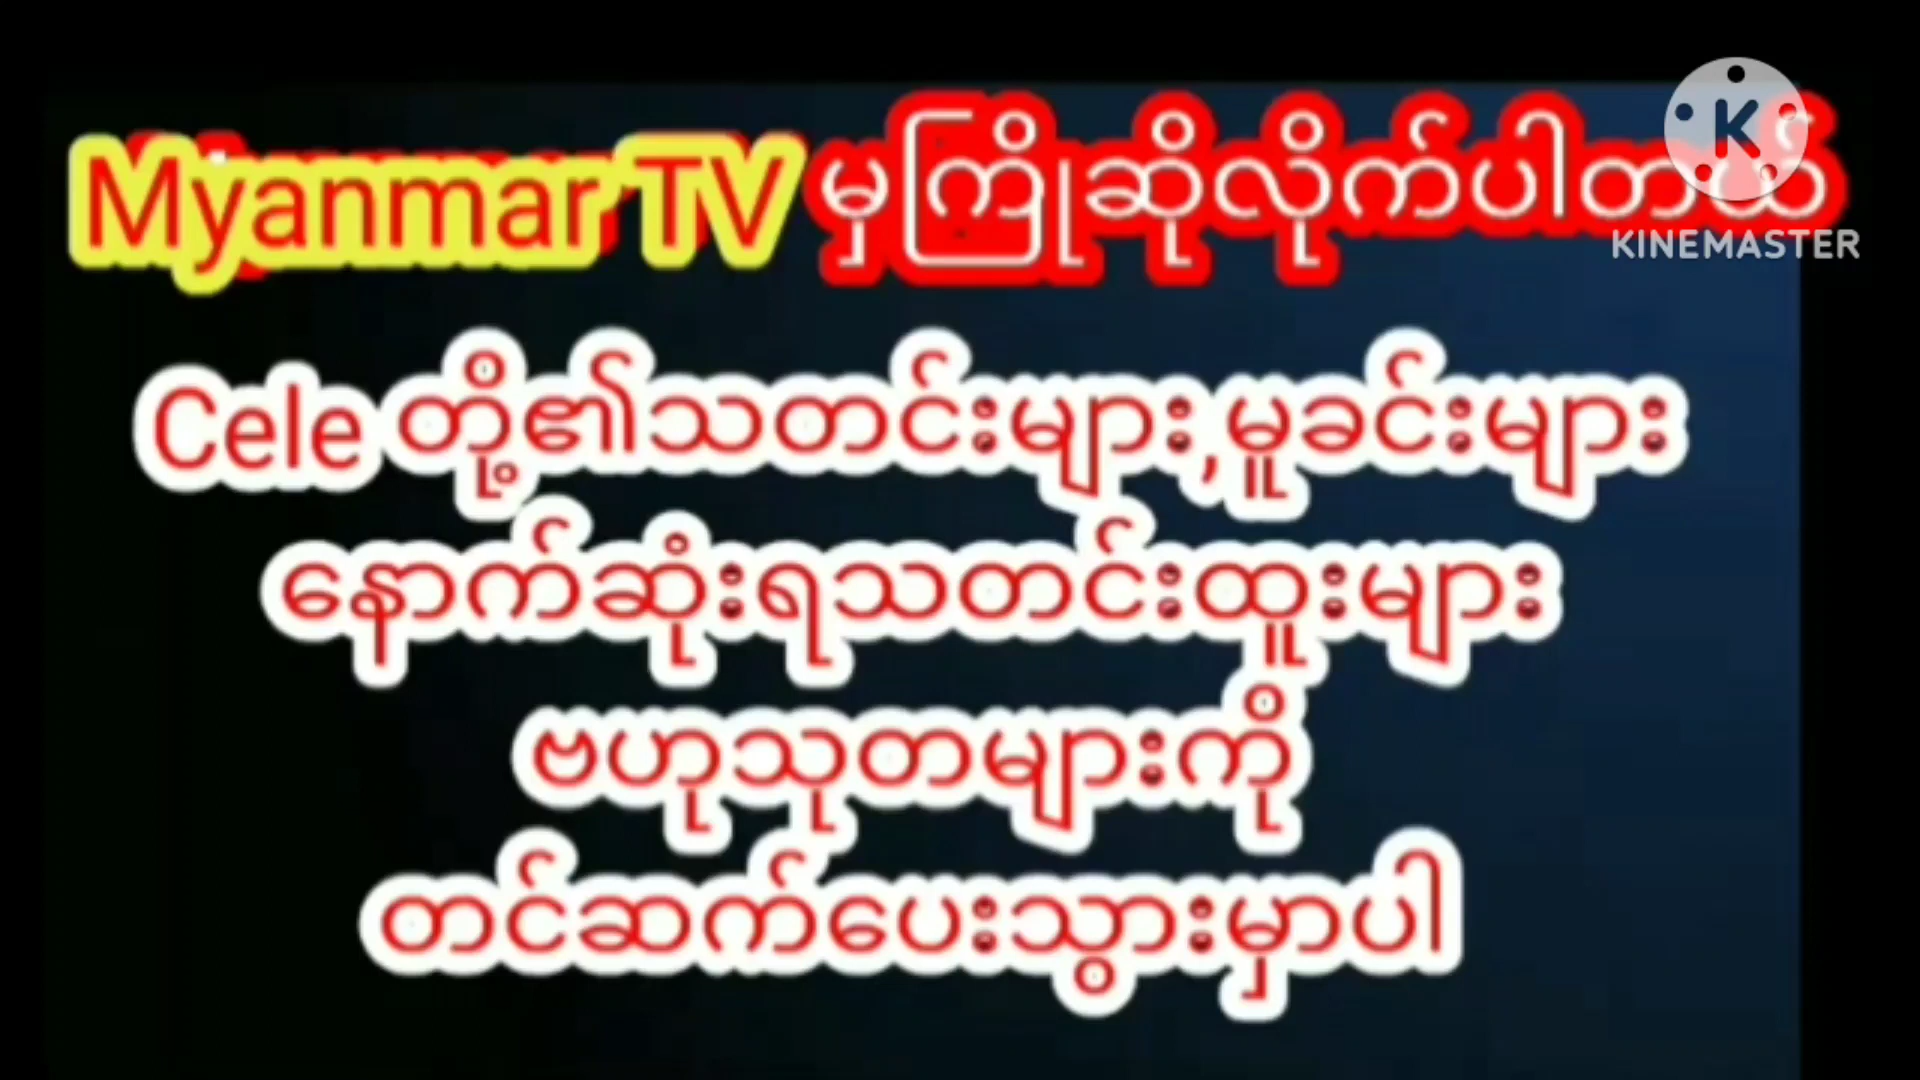 Myanmar TV မှကြိုဆိုလိုက်ပါတယ်
KINEMASTER
Cele တို့၏သတင်းများ,မူခင်းများ
နောက်ဆုံးရသတင်းထူးများ
ဗဟုသုတများကို
တင်ဆက်ပေးသွားမှာပါ